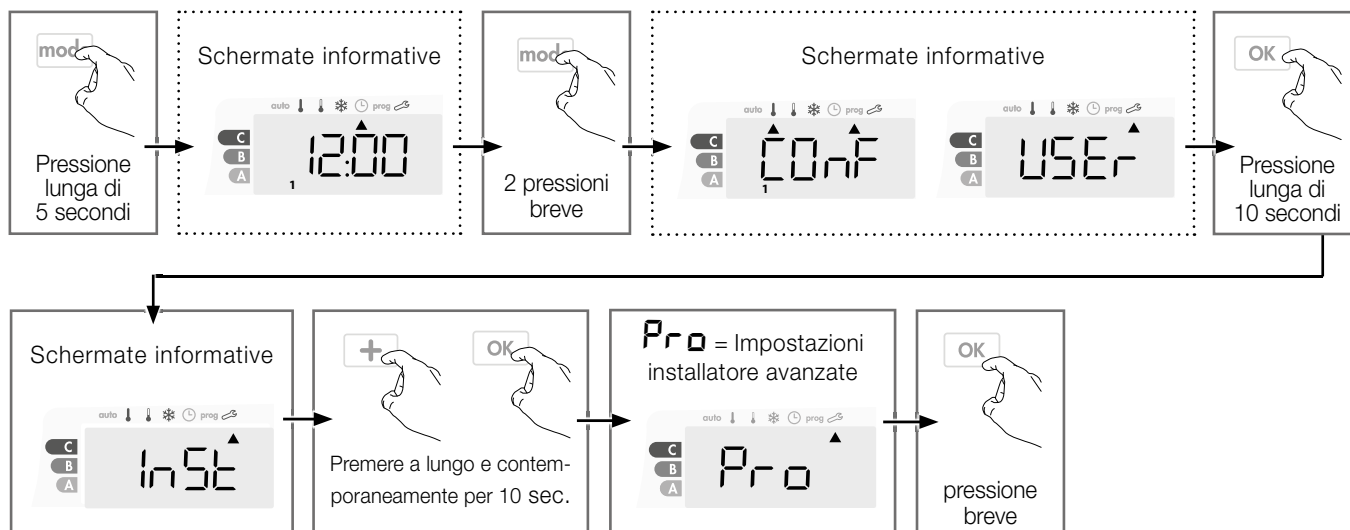 mod
Pressione
lunga di
5 secondi
Schermate informative
auto prog
C
B
A
12:00
1
mod
2 pressioni
breve
Schermate informative
auto prog
C
B
A
COnF
1
auto prog
C
B
A
USEr
OK
Pressione
lunga di
10 secondi
Schermate informative
auto prog
C
B
A
InSt
+
OK
Premere a lungo e contem-
poraneamente per 10 sec.
Pro = Impostazioni
installatore avanzate
auto prog
C
B
A
Pro
OK
pressione
breve